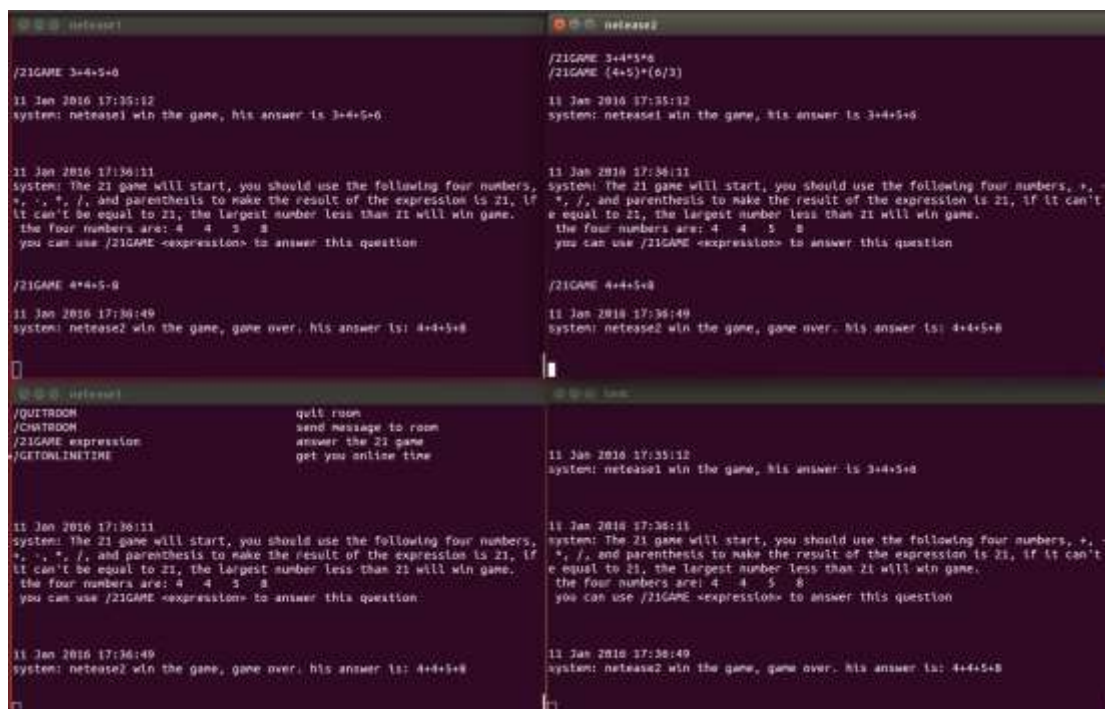 netease1
/21GAME 3+4+5+6
11 Jan 2016 17:35:12
system: netease1 win the game, his answer is 3+4+5+6
11 Jan 2016 17:36:11
system: The 21 game will start, you should use the following four numbers,
+, -, *, /, and parenthesis to make the result of the expression is 21, if
it can't be equal to 21, the largest number less than 21 will win game.
the four numbers are: 4 4 5 8
you can use /21GAME <expression> to answer this question
/21GAME 4*4+5-8
11 Jan 2016 17:36:49
system: netease2 win the game, game over. his answer is: 4+4+5+8
netease2
/21GAME 3+4*5*6
/21GAME (4+5)*(6/3)
11 Jan 2016 17:35:12
system: netease1 win the game, his answer is 3+4+5+6
11 Jan 2016 17:36:11
system: The 21 game will start, you should use the following four numbers, +, -
*, /, and parenthesis to make the result of the expression is 21, if it can't
e equal to 21, the largest number less than 21 will win game.
the four numbers are: 4 4 5 8
you can use /21GAME <expression> to answer this question
/21GAME 4+4+5+8
11 Jan 2016 17:36:49
system: netease2 win the game, game over. his answer is: 4+4+5+8
/QUITROOM quit room
/CHATROOM send message to room
/21GAME expression answer the 21 game
/GETONLINETIME get you online time
11 Jan 2016 17:36:11
system: The 21 game will start, you should use the following four numbers,
+, -, *, /, and parenthesis to make the result of the expression is 21, if
it can't be equal to 21, the largest number less than 21 will win game.
the four numbers are: 4 4 5 8
you can use /21GAME <expression> to answer this question
11 Jan 2016 17:36:49
system: netease2 win the game, game over. his answer is: 4+4+5+8
11 Jan 2016 17:35:12
system: netease1 win the game, his answer is 3+4+5+6
11 Jan 2016 17:36:11
system: The 21 game will start, you should use the following four numbers, +, -
*, /, and parenthesis to make the result of the expression is 21, if it can't
e equal to 21, the largest number less than 21 will win game.
the four numbers are: 4 4 5 8
you can use /21GAME <expression> to answer this question
11 Jan 2016 17:36:49
system: netease2 win the game, game over. his answer is: 4+4+5+8